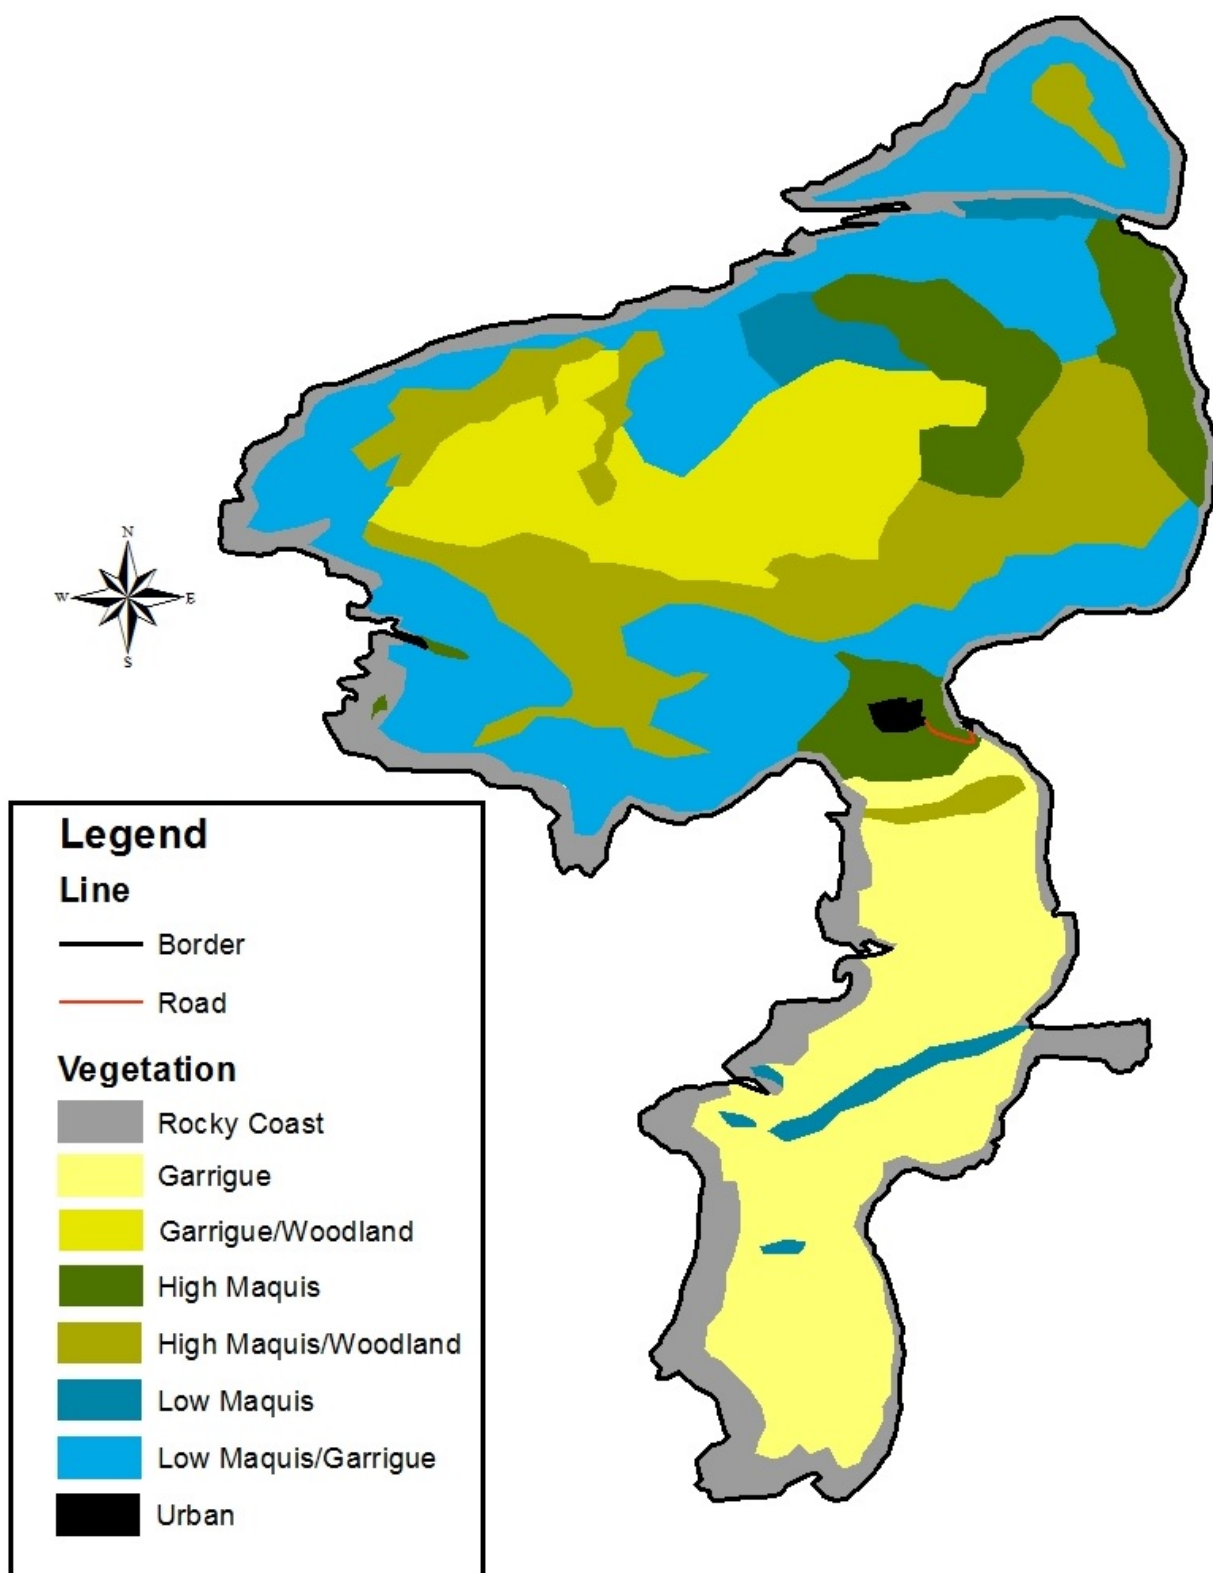 N
W
E
S
Legend
Line
Border
Road
Vegetation
Rocky Coast
Garrigue
Garrigue/Woodland
High Maquis
High Maquis/Woodland
Low Maquis
Low Maquis/Garrigue
Urban